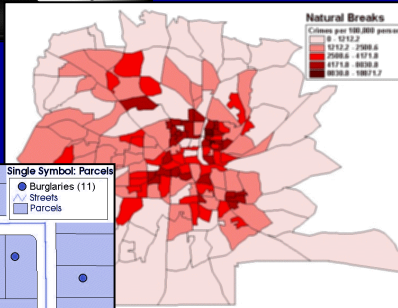 Natural Breaks
Crimes per 100,000 person
0 - 1212.2
1212.2 - 2508.6
2508.6 - 4171.8
Single Symbol: Parcels
Burglaries (11)
Streets
Parcels